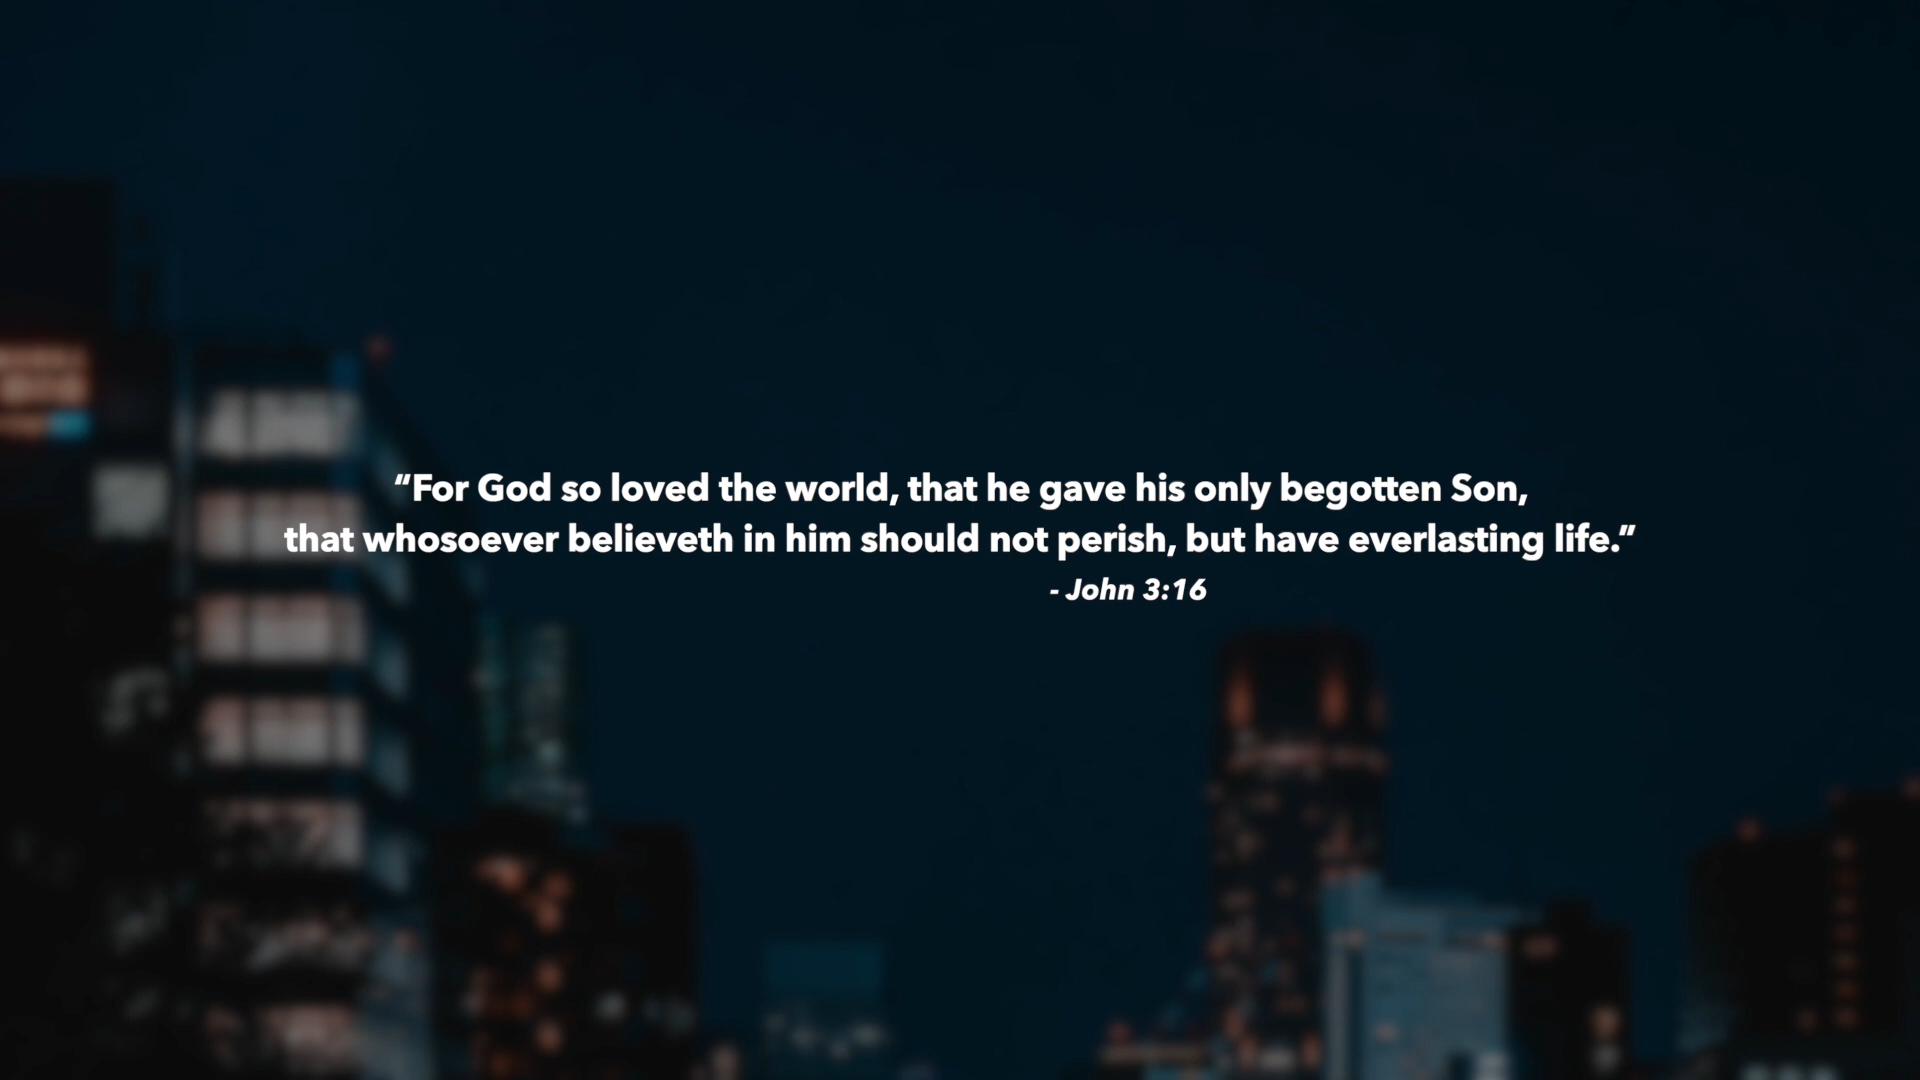 “For God so loved the world, that he gave his only begotten Son,
that whosoever believeth in him should not perish, but have everlasting life.”
- John 3:16